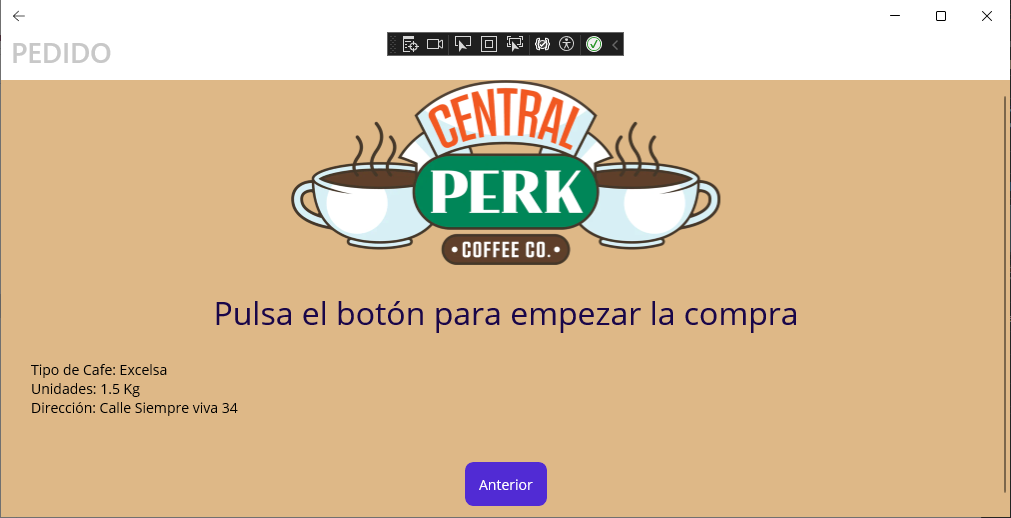 PEDIDO
CENTRAL
PERK
• COFFEE CO. •
Pulsa el botón para empezar la compra
Tipo de Cafe: Excelsa
Unidades: 1.5 Kg
Dirección: Calle Siempre viva 34
Anterior